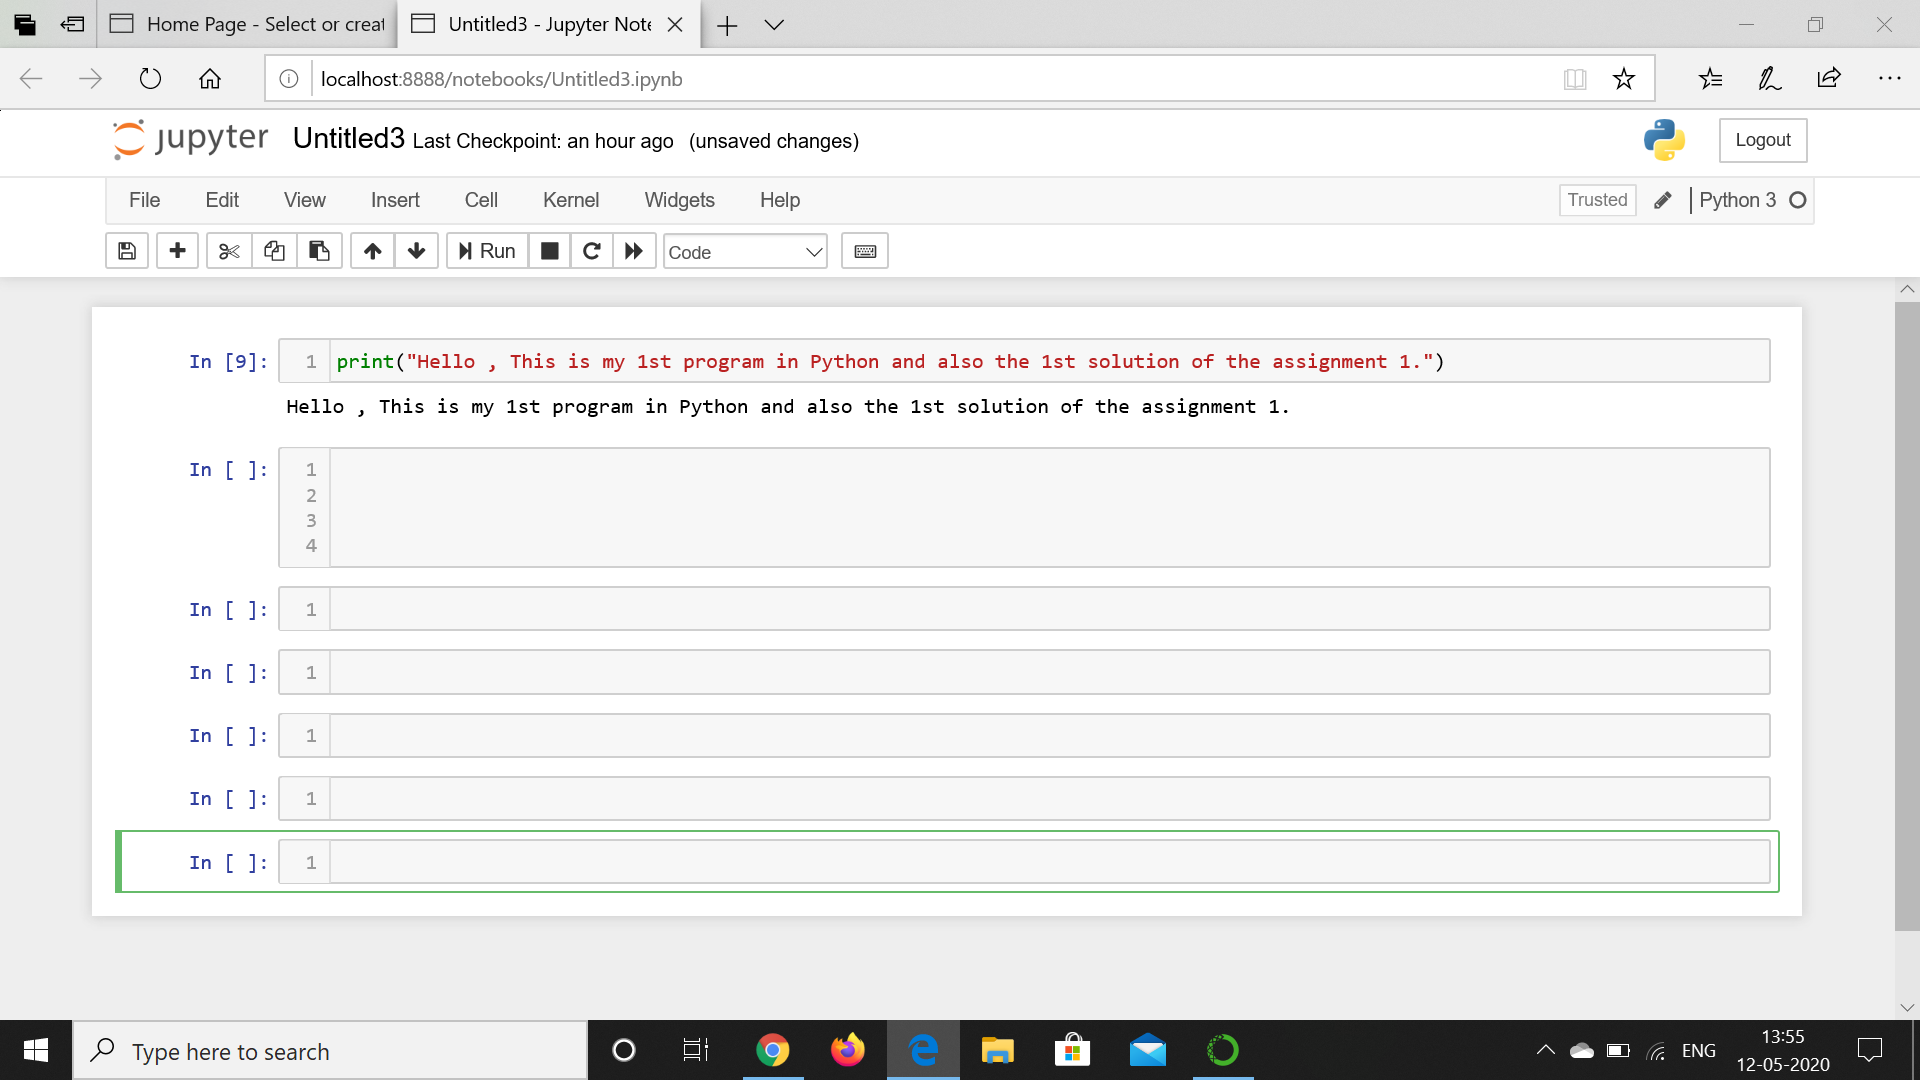 Home Page - Select or creat
Untitled3 - Jupyter Note
localhost:8888/notebooks/Untitled3.ipynb
jupyter Untitled3 Last Checkpoint: an hour ago (unsaved changes)
Logout
File Edit View Insert Cell Kernel Widgets Help
Trusted
Python 3
Run
Code
In [9]: 1 print("Hello , This is my 1st program in Python and also the 1st solution of the assignment 1.")
Hello , This is my 1st program in Python and also the 1st solution of the assignment 1.
In [ ]: 1
2
3
4
In [ ]: 1
In [ ]: 1
In [ ]: 1
In [ ]: 1
In [ ]: 1
Type here to search
ENG
13:55
12-05-2020